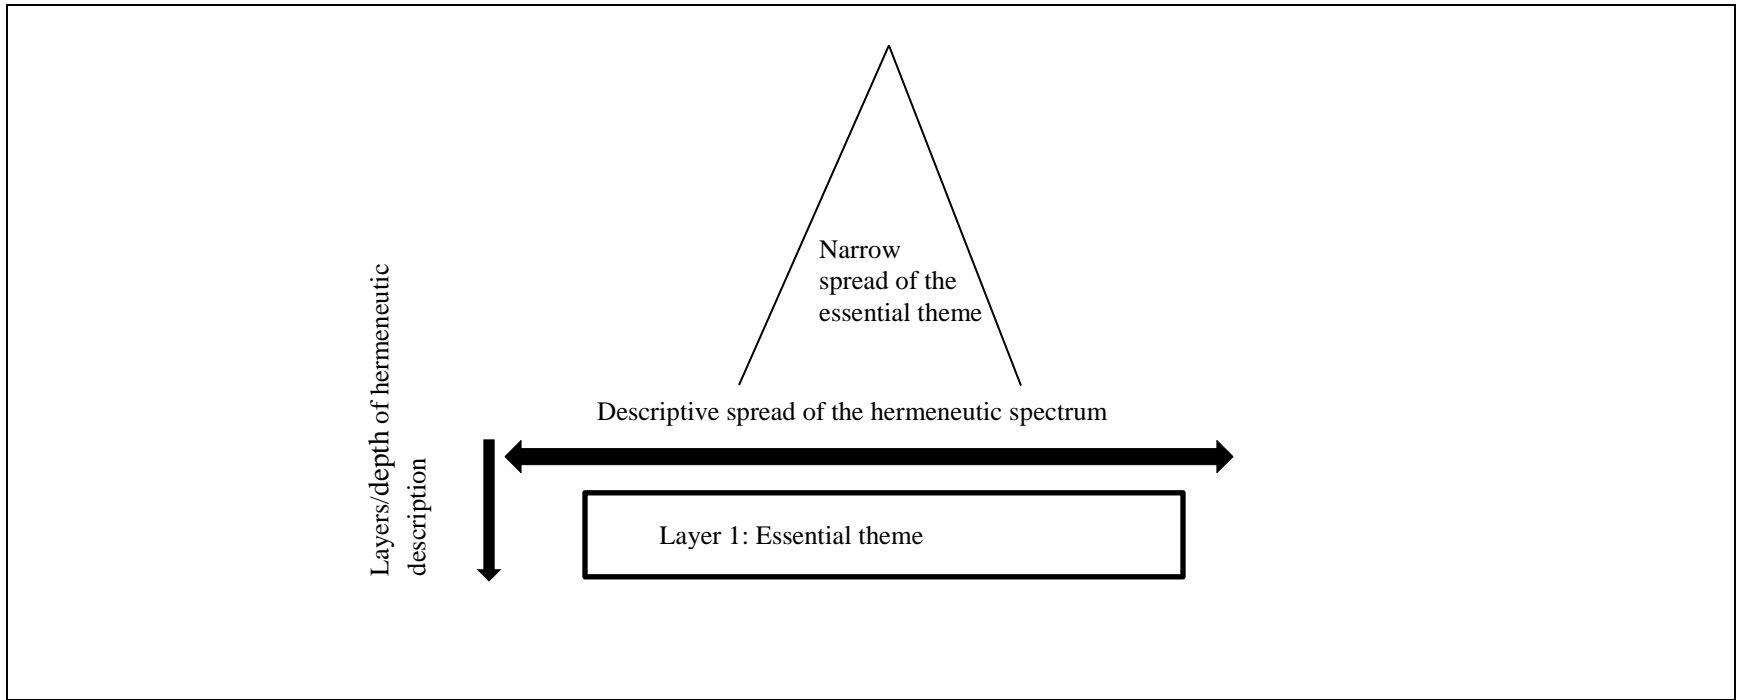 Narrow
spread of the
essential theme
Layers/depth of hermeneutic
description
Descriptive spread of the hermeneutic spectrum
Layer 1: Essential theme